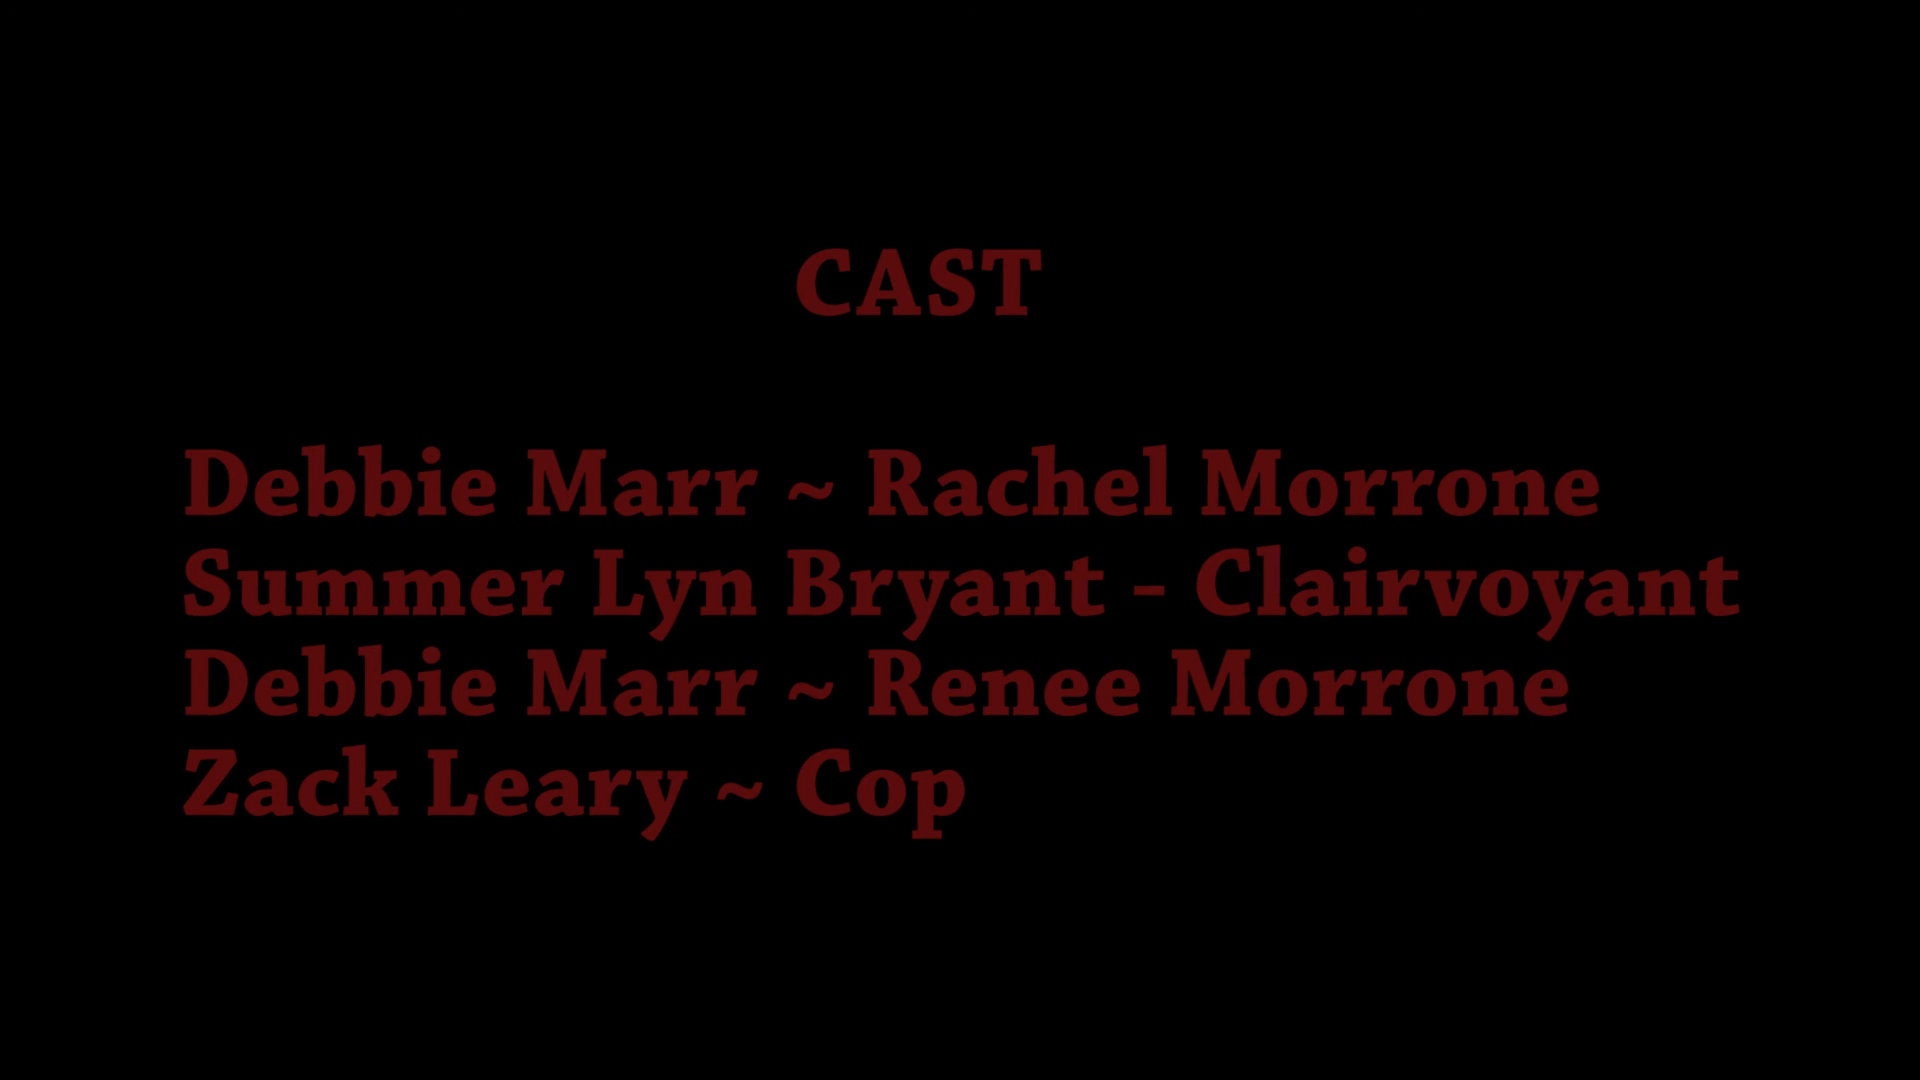 CAST
Debbie Marr ~ Rachel Morrone
Summer Lyn Bryant - Clairvoyant
Debbie Marr ~ Renee Morrone
Zack Leary ~ Cop